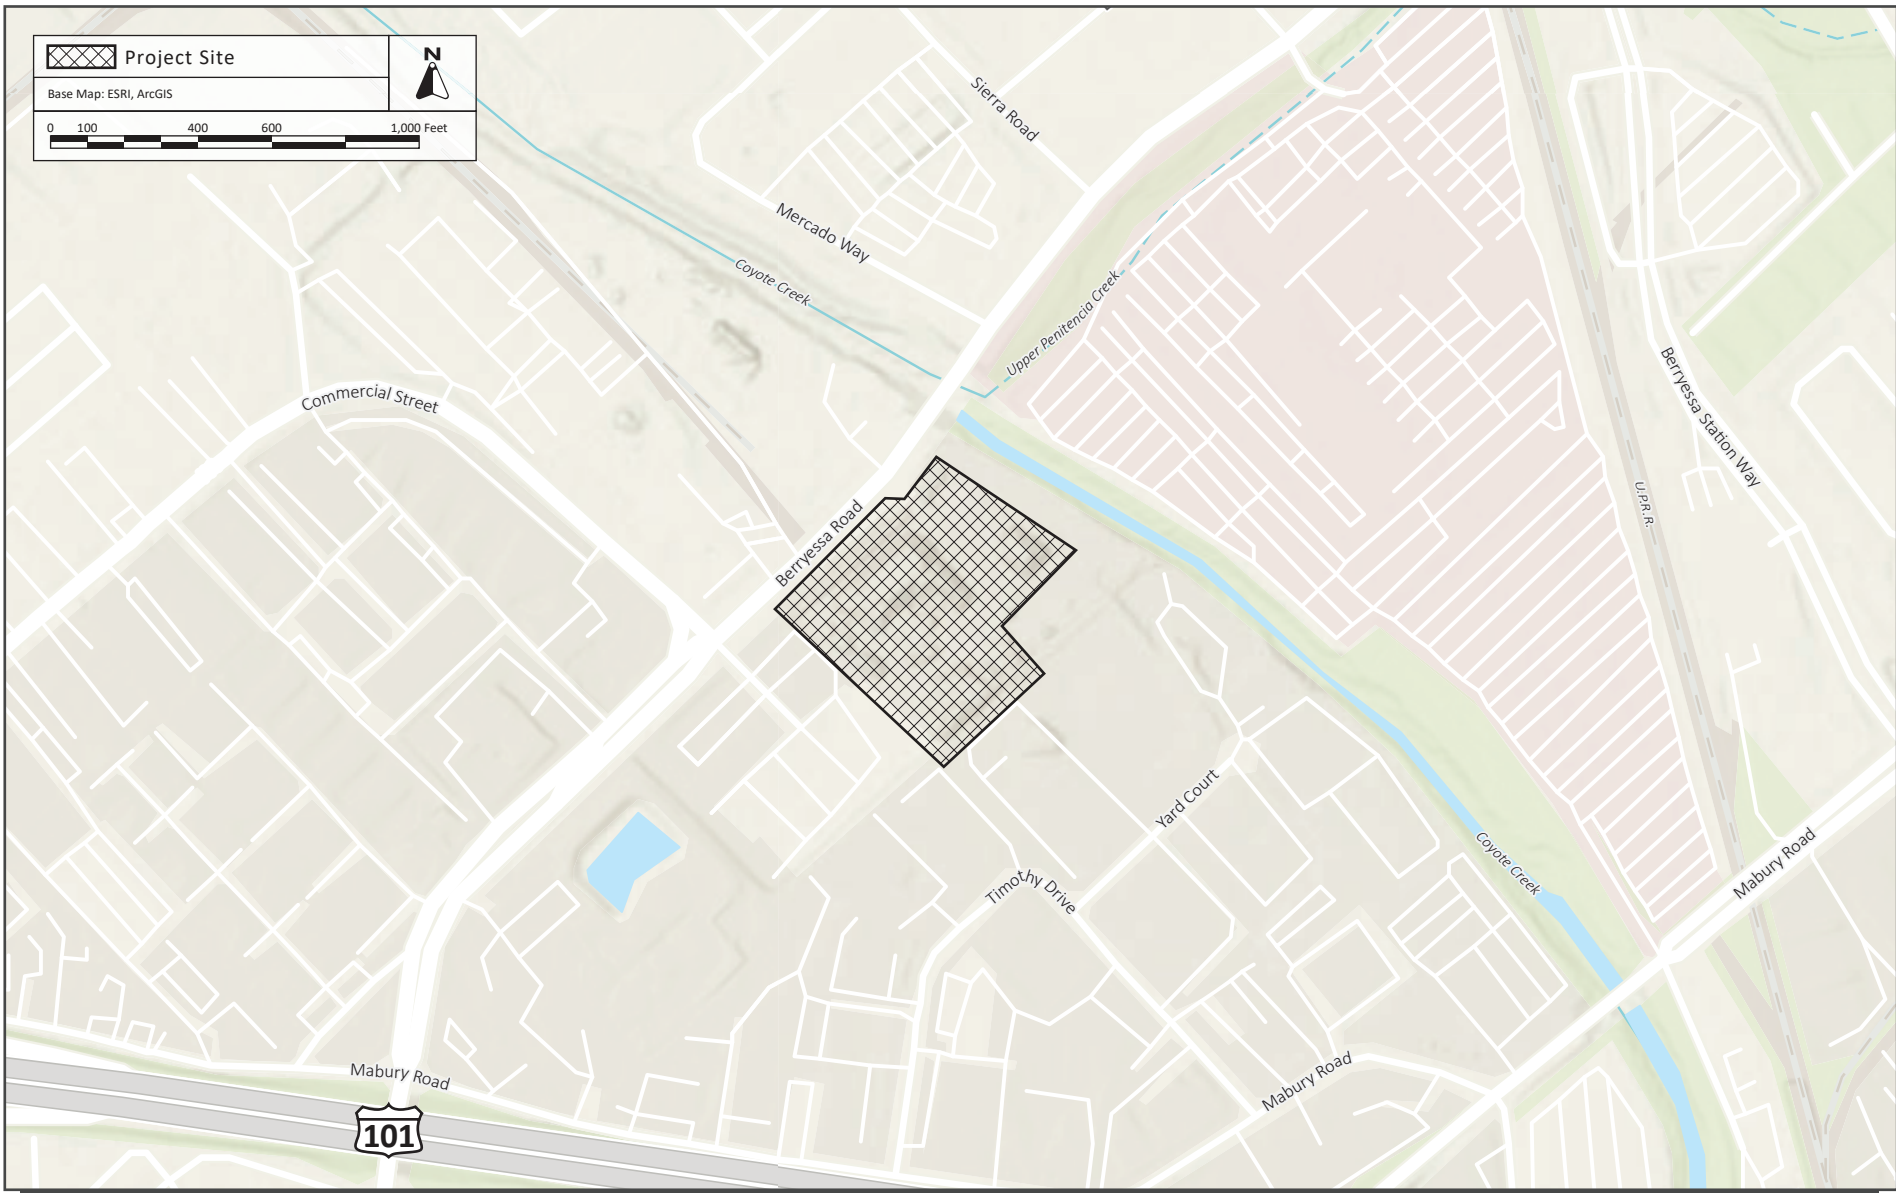 Project Site
N
Base Map: ESRI, ArcGIS
0 100 400 600 1,000 Feet
Sierra Road
Mercado Way
Coyote Creek
Upper Penitencia Creek
Berryessa Station Way
Commercial Street
U.P.R.R.
Berryessa Road
Yard Court
Coyote Creek
Mabury Road
Timothy Drive
Mabury Road
Mabury Road
101